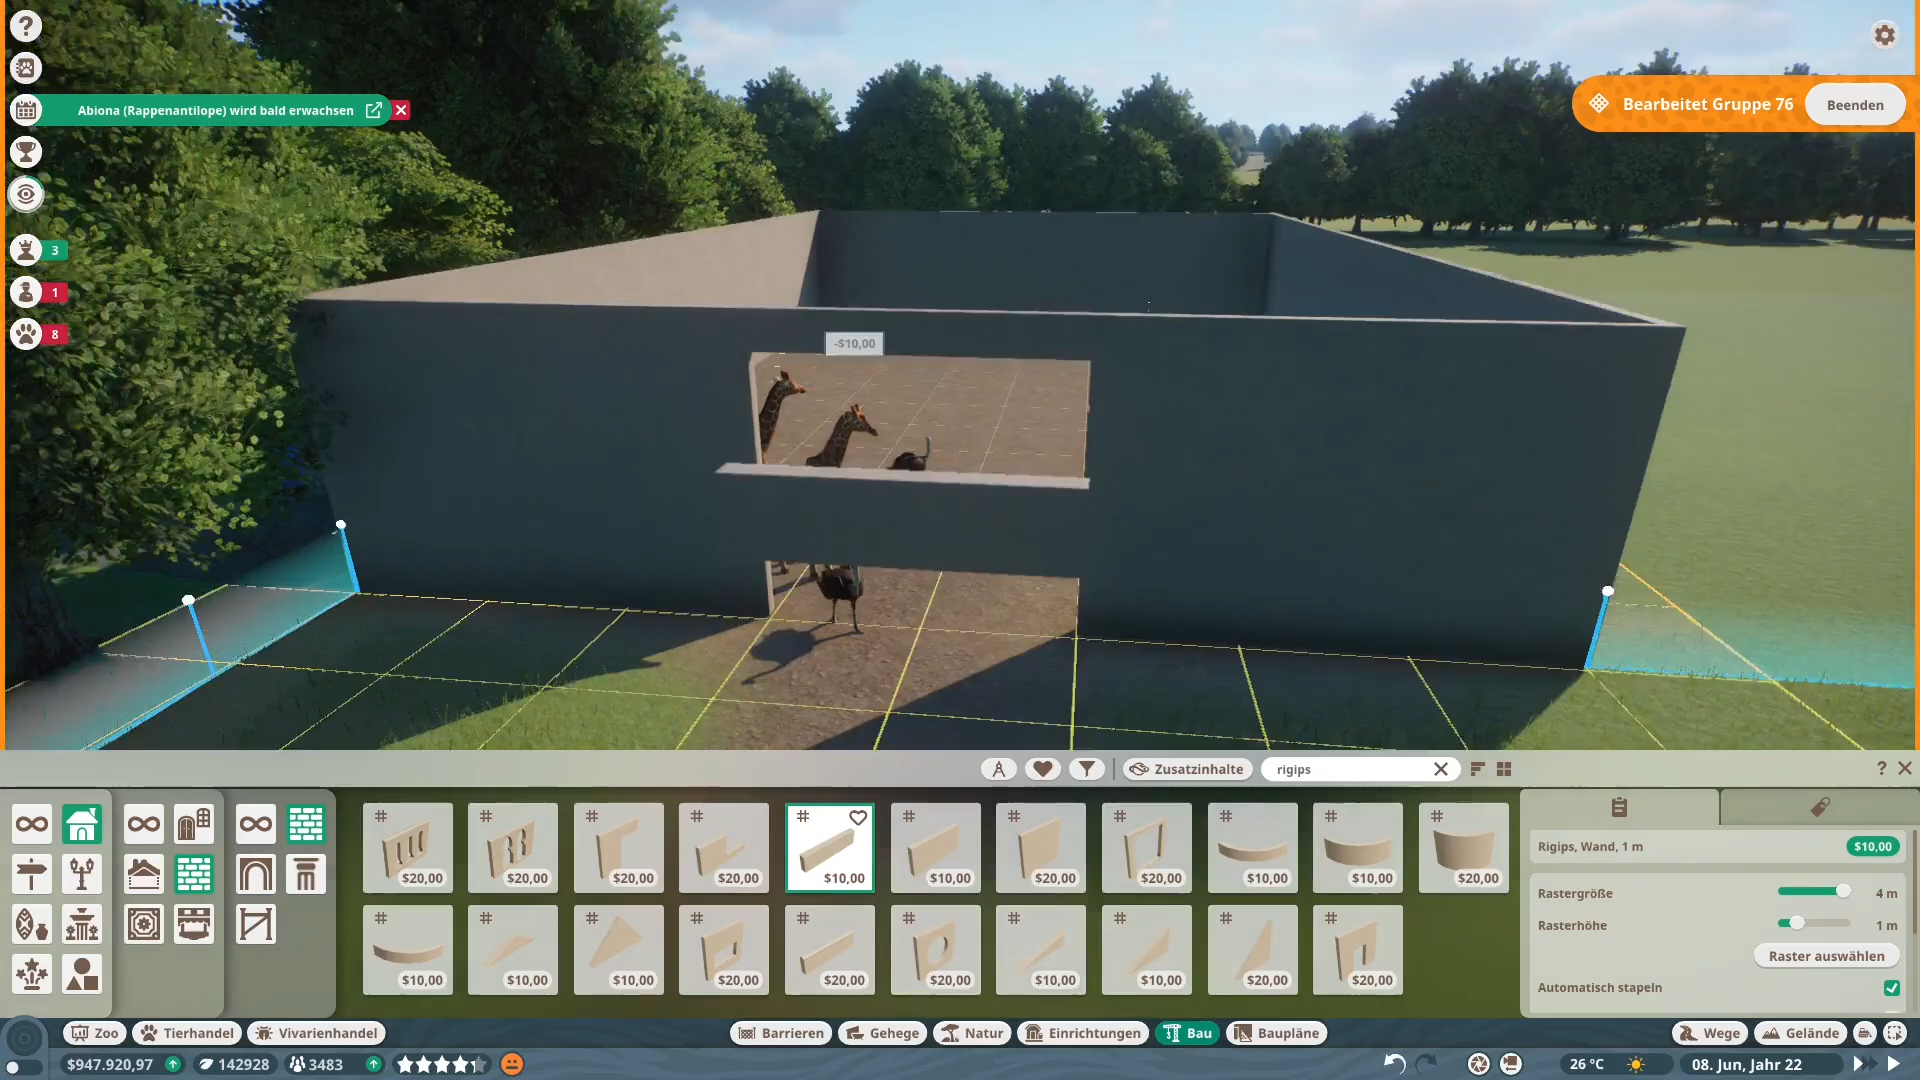 ?
Abiona (Rappenantilope) wird bald erwachsen
Bearbeitet Gruppe 76
Beenden
3
1
8
-$10,00
Zusatzinhalte
rigips
?
$20,00
$20,00
$20,00
$20,00
$10,00
$10,00
$20,00
$20,00
$10,00
$10,00
$20,00
$10,00
$10,00
$10,00
$20,00
$20,00
$20,00
$10,00
$10,00
$20,00
$20,00
Rigips, Wand, 1 m
$10,00
Rastergröße
4 m
Rasterhöhe
1 m
Raster auswählen
Automatisch stapeln
Zoo
Tierhandel
Vivarienhandel
Barrieren
Gehege
Natur
Einrichtungen
Bau
Baupläne
Wege
Gelände
$947.920,97
142928
3483
26 °C
08. Jun, Jahr 22